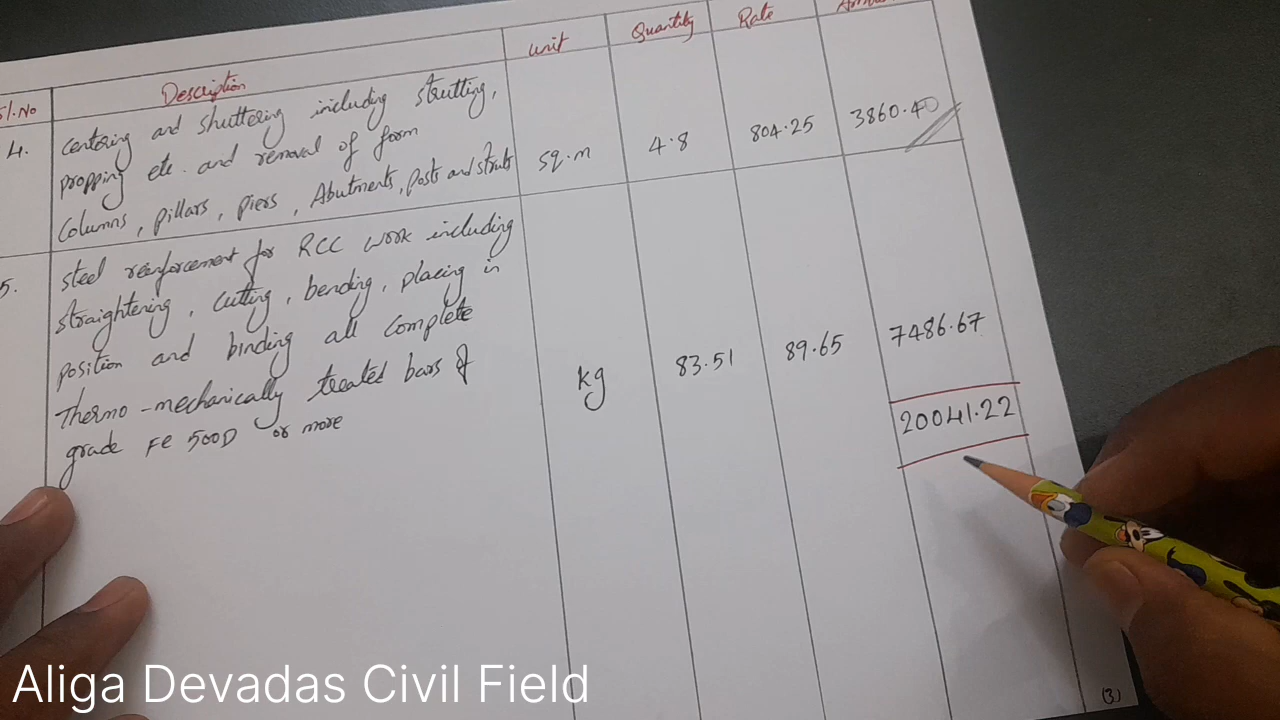 Sl.No Description Unit Quantity Rate Amoun
4. Centering and shuttering including strutting,
propping etc. and removal of form
Columns, pillars, piers, Abutments, posts and struts
sq.m 4.8 804.25 3860.40
5. Steel reinforcement for RCC work including
straightening, cutting, bending, placing in
position and binding all complete
Thermo-mechanically treated bars of
grade Fe 500D or more
kg 83.51 89.65 7486.67
20041.22
(3)
Aliga Devadas Civil Field